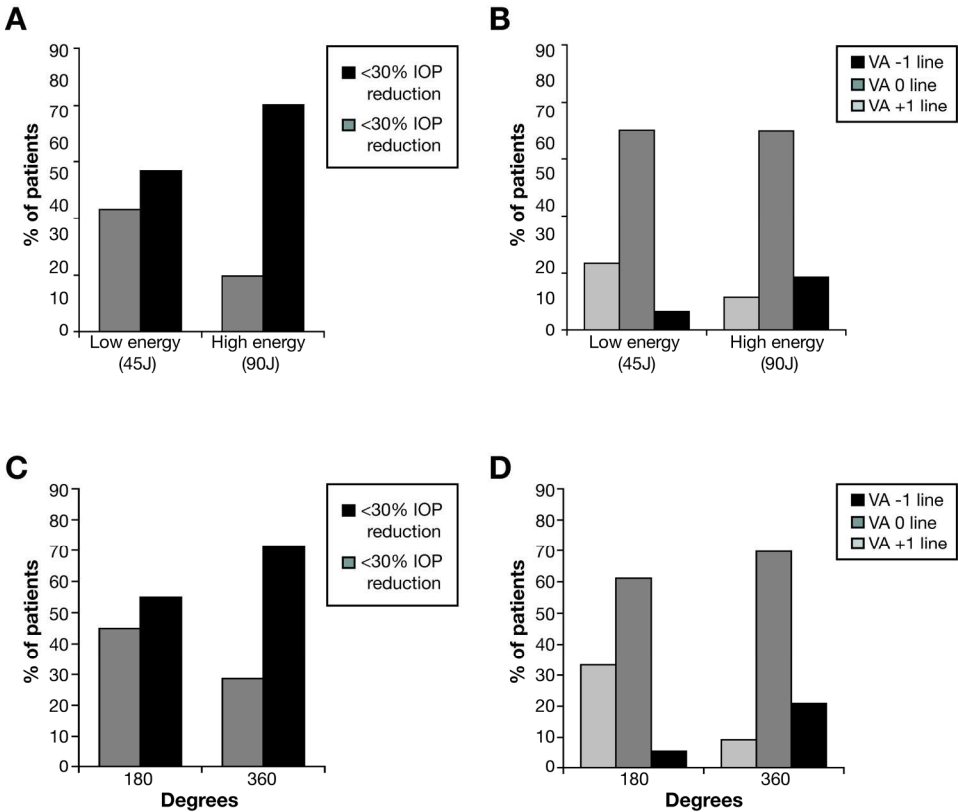 A
% of patients
90
80
70
60
50
40
30
20
10
0
Low energy
(45J)
High energy
(90J)
<30% IOP
reduction
<30% IOP
reduction
B
% of patients
90
80
70
60
50
40
30
20
10
0
Low energy
(45J)
High energy
(90J)
VA -1 line
VA 0 line
VA +1 line
C
% of patients
90
80
70
60
50
40
30
20
10
0
180
360
Degrees
<30% IOP
reduction
<30% IOP
reduction
D
% of patients
90
80
70
60
50
40
30
20
10
0
180
360
Degrees
VA -1 line
VA 0 line
VA +1 line